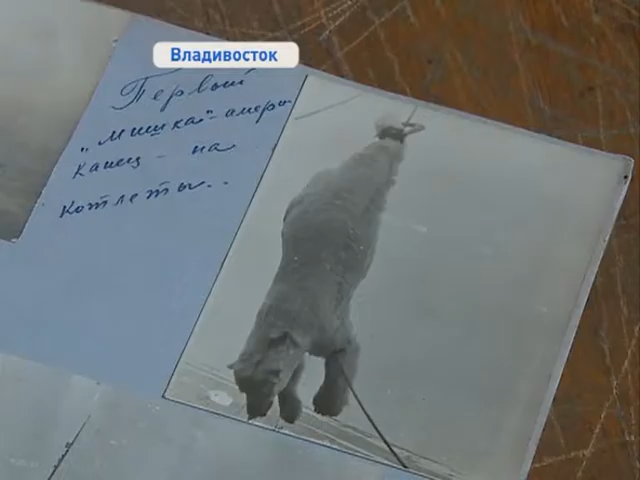 Владивосток
Первый
"мишка"- амери
канец - на
котлеты..